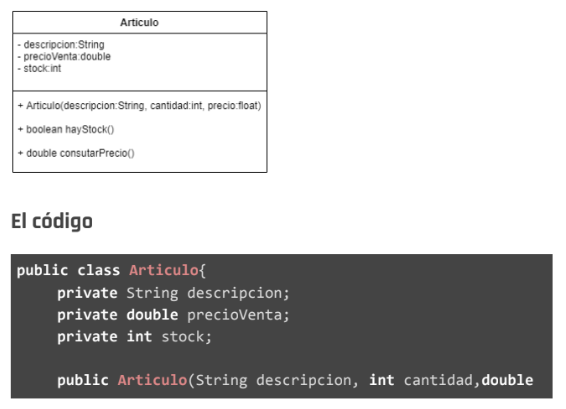 Articulo
- descripcion:String
- precioVenta:double
- stock:int
+ Articulo(descripcion:String, cantidad:int, precio:float)
+ boolean hayStock()
+ double consutarPrecio()
El código
public class Articulo{
private String descripcion;
private double precioVenta;
private int stock;
public Articulo(String descripcion, int cantidad,double